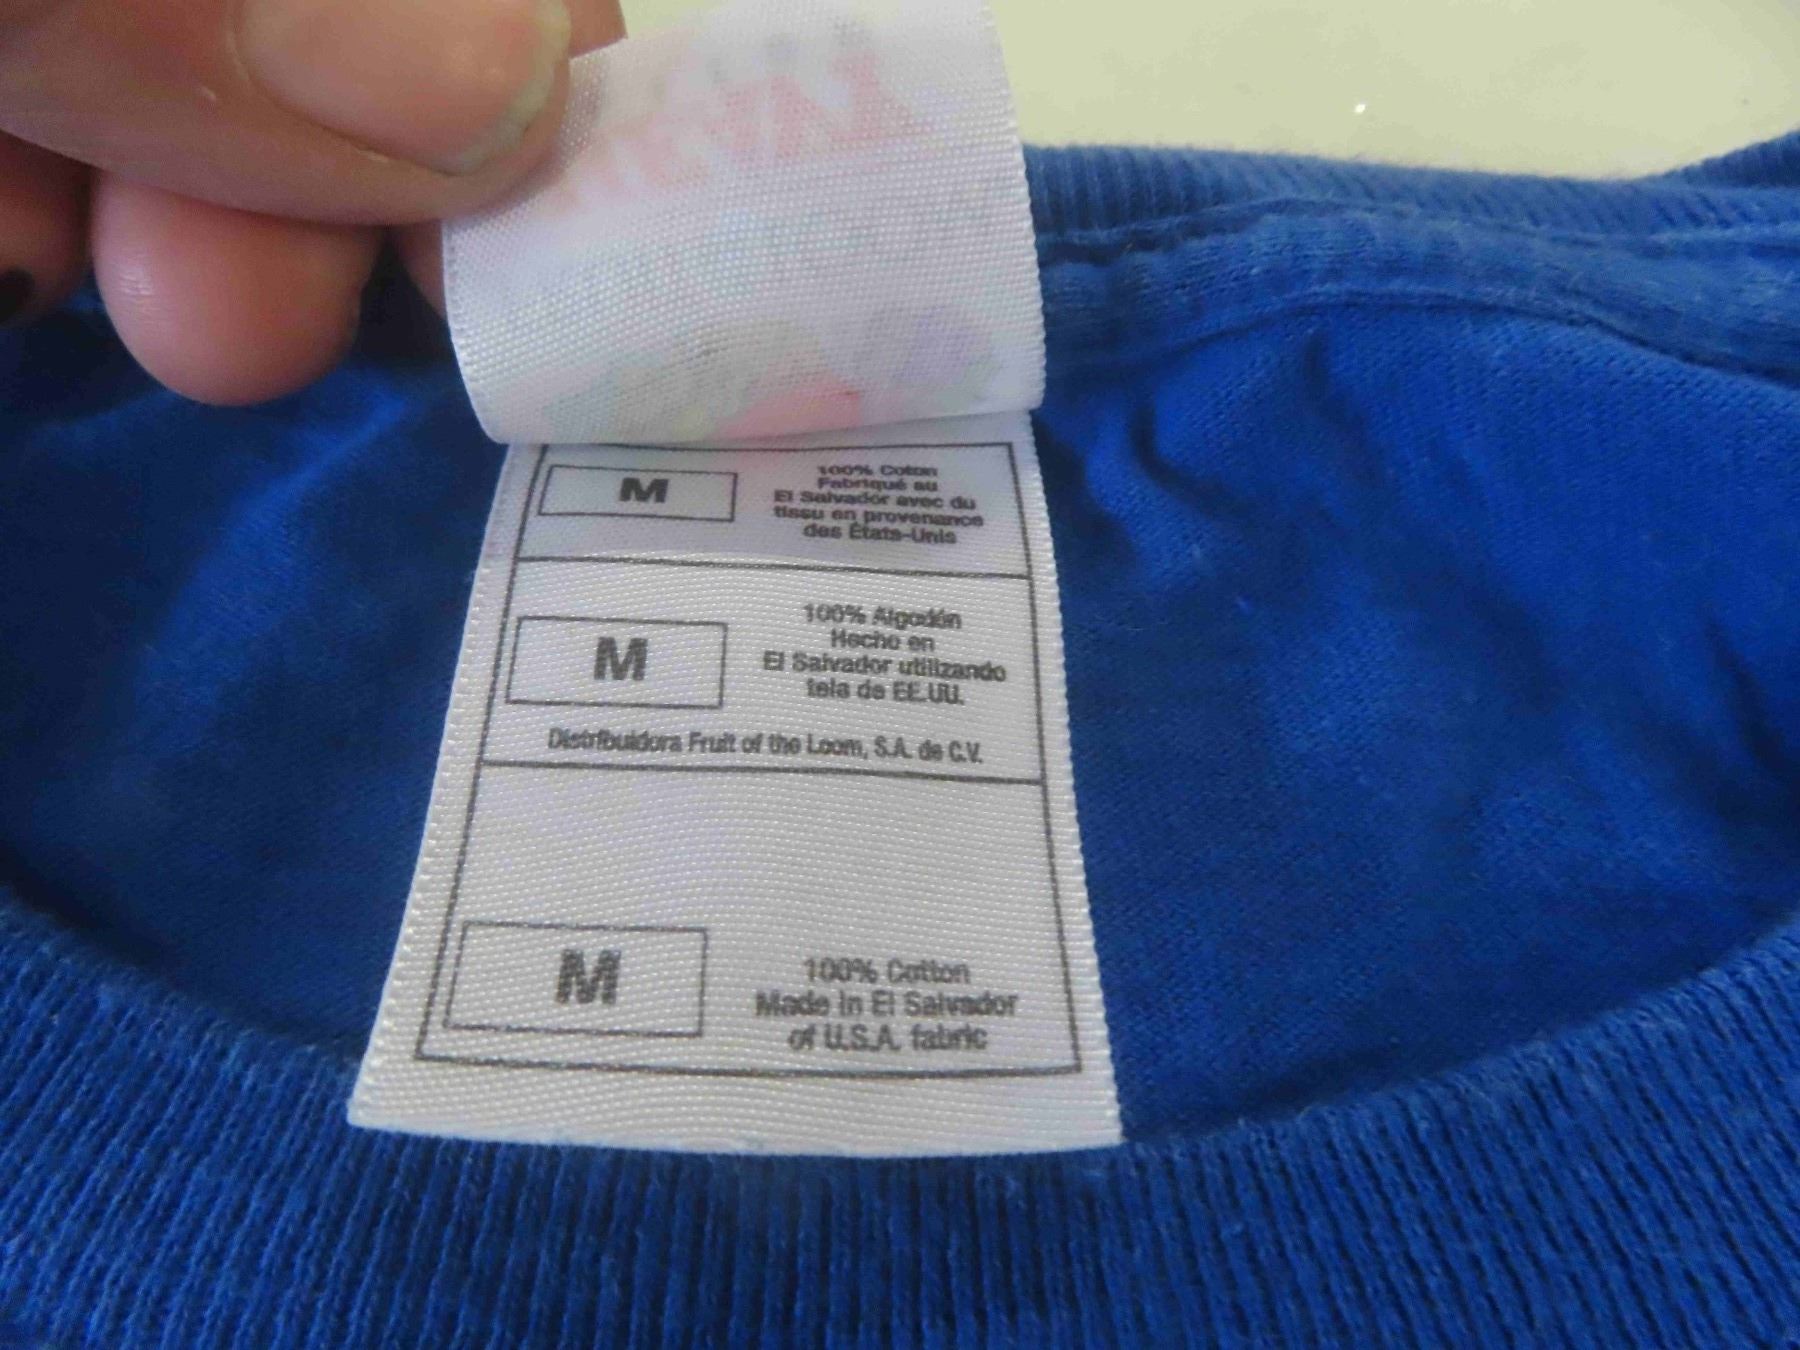 M
100% Coton
Fabriqué au
El Salvador avec du
tissu en provenance
des États-Unis
M
100% Algodón
Hecho en
El Salvador utilizando
tela de EE.UU.
Distribuidora Fruit of the Loom, S.A. de C.V.
M
100% Cotton
Made in El Salvador
of U.S.A. fabric